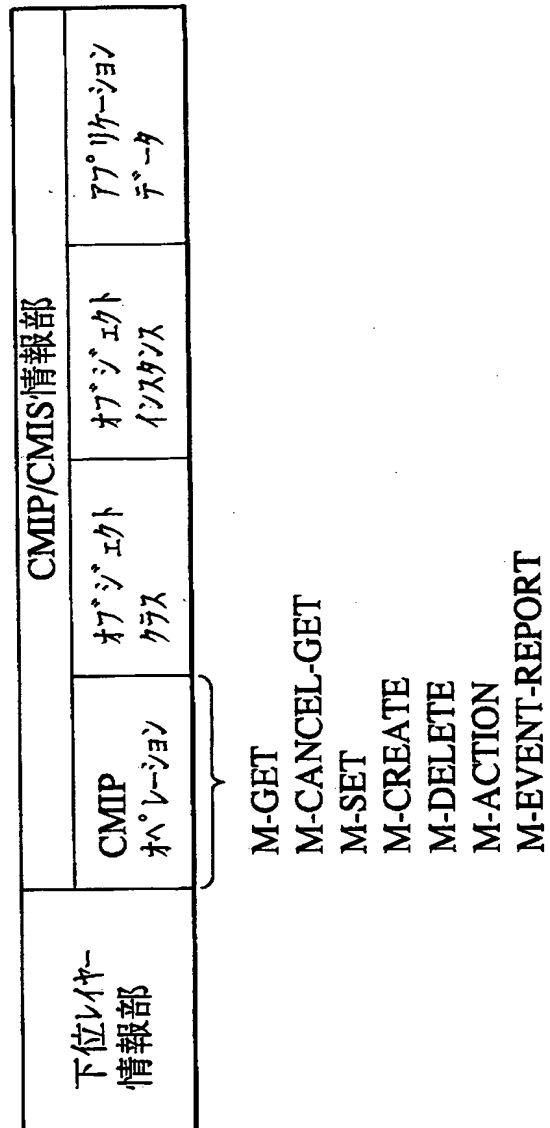 下位レイヤー
情報部
CMIP/CMIS情報部
CMIP
ｵﾍﾟﾚｰｼｮﾝ
ｵﾌﾞｼﾞｪｸﾄ
ｸﾗｽ
ｵﾌﾞｼﾞｪｸﾄ
ｲﾝｽﾀﾝｽ
ｱﾌﾟﾘｹｰｼｮﾝ
ﾃﾞｰﾀ
M-GET
M-CANCEL-GET
M-SET
M-CREATE
M-DELETE
M-ACTION
M-EVENT-REPORT